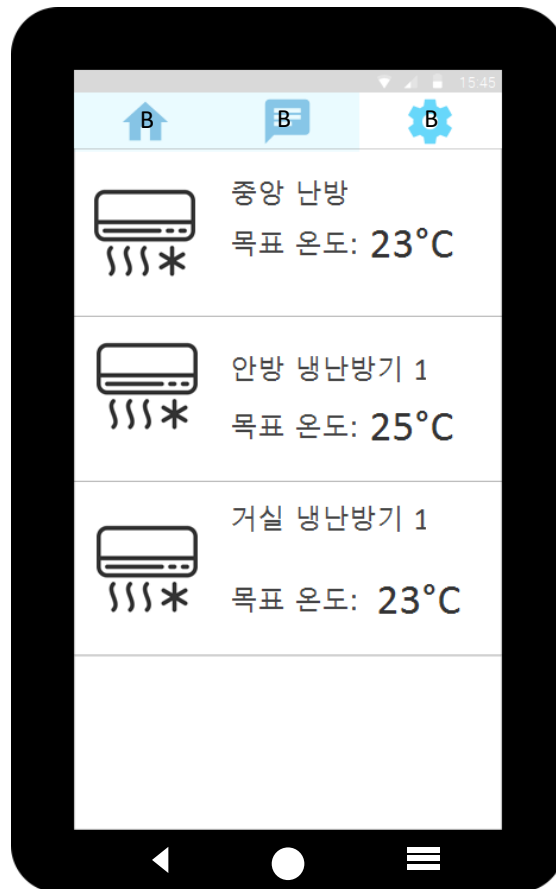 15:45
B B B
중앙 난방
목표 온도: 23°C
안방 냉난방기 1
목표 온도: 25°C
거실 냉난방기 1
목표 온도: 23°C